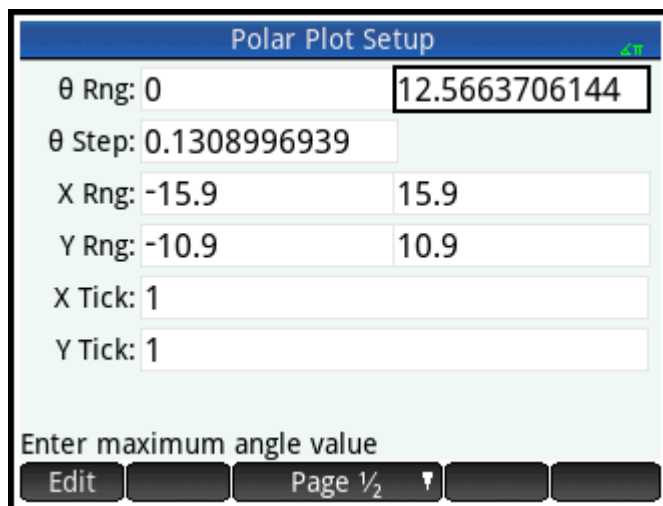 Polar Plot Setup ∡π
θ Rng: 0 12.5663706144
θ Step: 0.1308996939
X Rng: -15.9 15.9
Y Rng: -10.9 10.9
X Tick: 1
Y Tick: 1
Enter maximum angle value
Edit Page ½